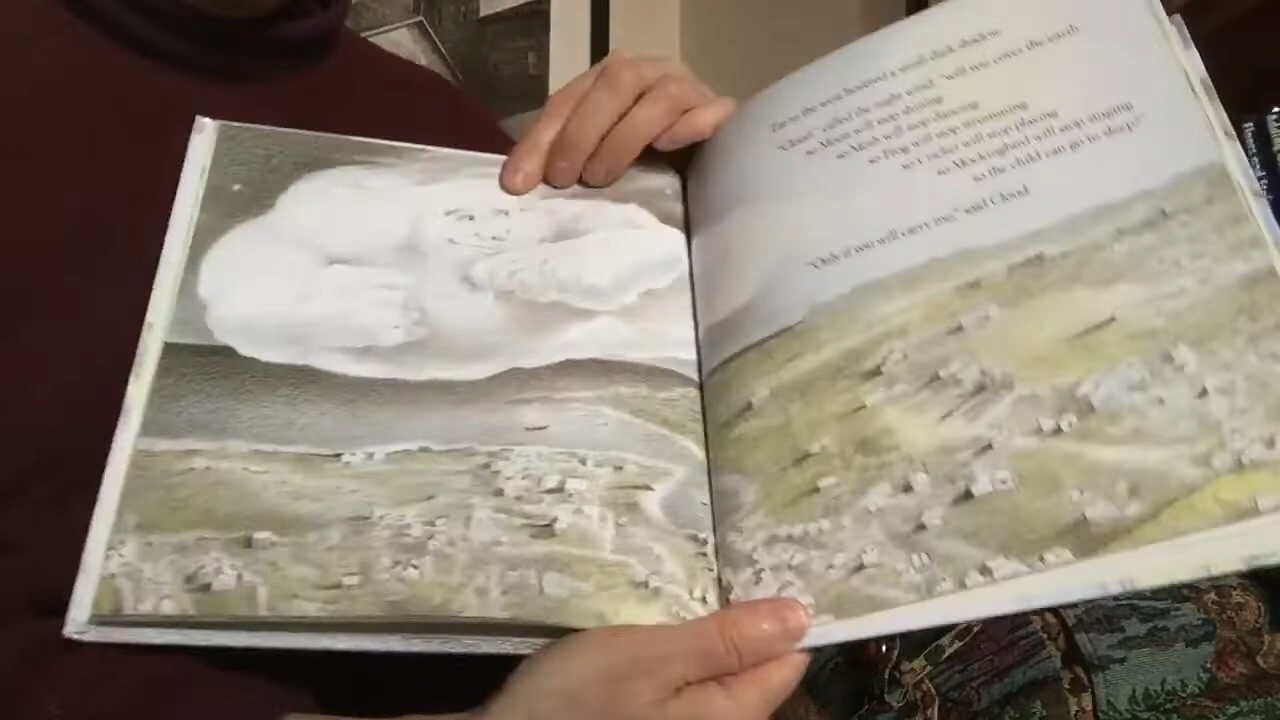 Far to the west hovered a small dark shadow.
"Cloud," called the night wind, "will you cover the earth
so Moon will stop shining
so Moth will stop dancing
so Frog will stop strumming
so Cricket will stop playing
so Mockingbird will stop singing
so the child can go to sleep?"
"Only if you will carry me," said Cloud.